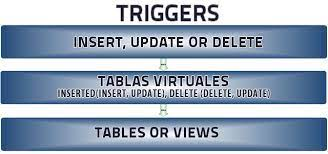 TRIGGERS
INSERT, UPDATE OR DELETE
TABLAS VIRTUALES
INSERTED(INSERT, UPDATE), DELETE (DELETE, UPDATE)
TABLES OR VIEWS